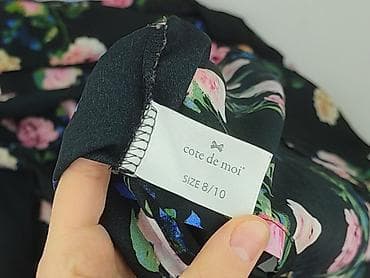 cote de moi
SIZE 8/10